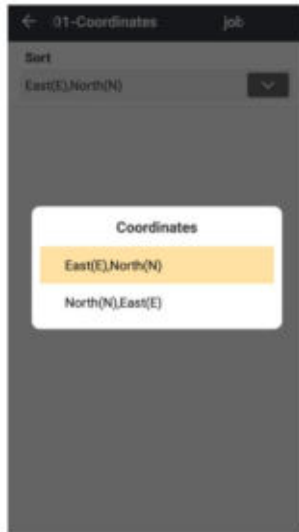 ← 01-Coordinates job
Sort
East(E),North(N)
Coordinates
East(E),North(N)
North(N),East(E)